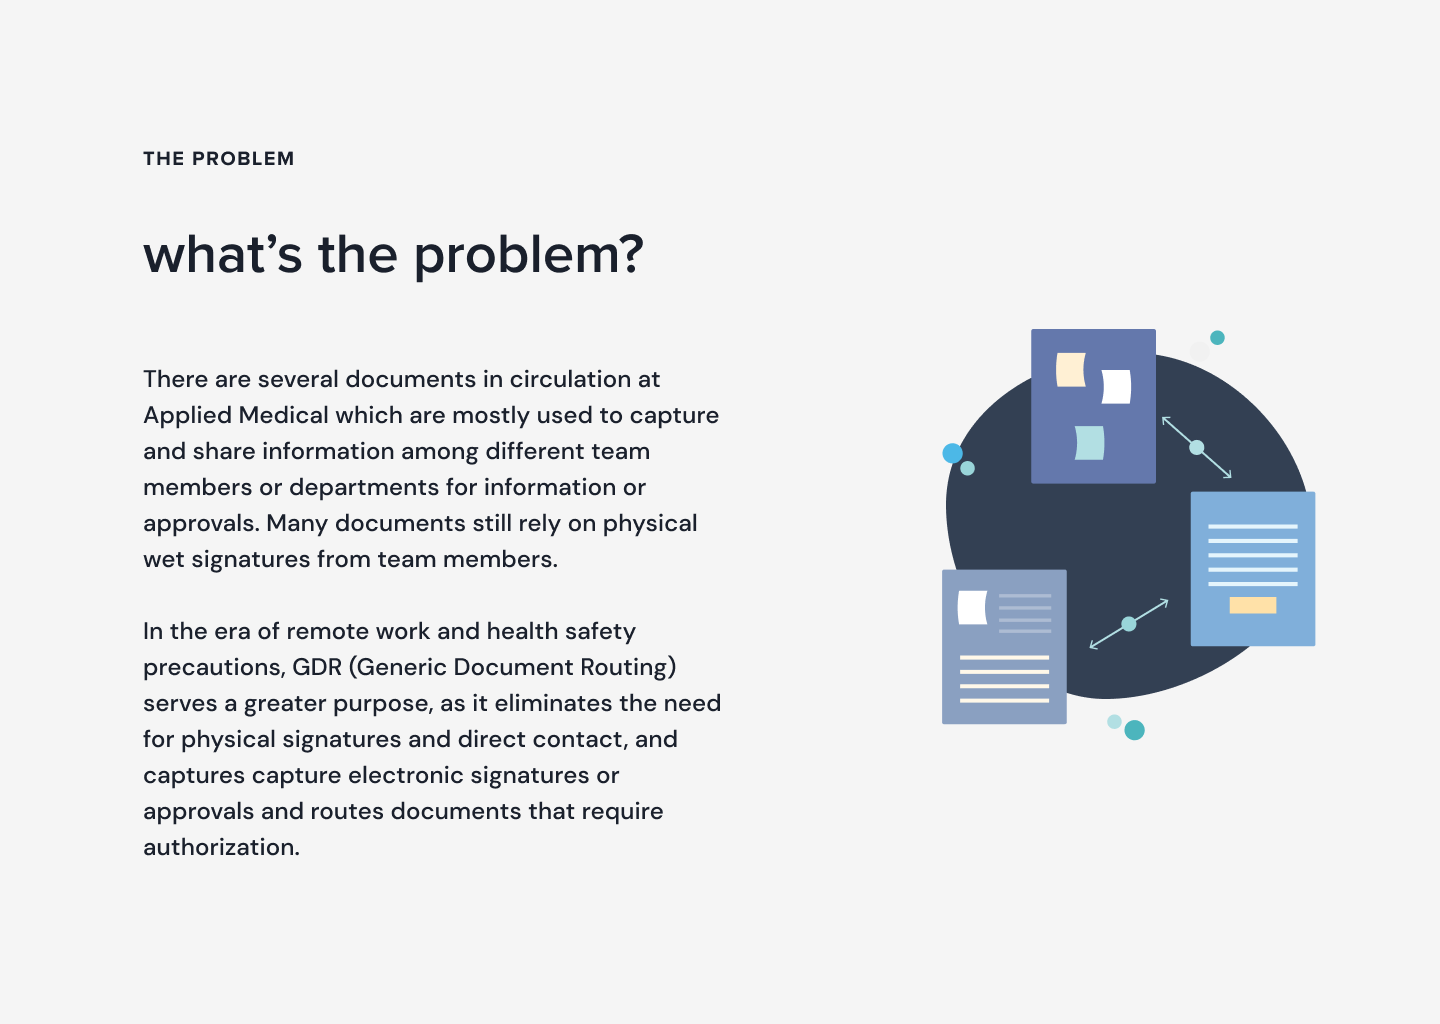 THE PROBLEM
what’s the problem?
There are several documents in circulation at
Applied Medical which are mostly used to capture
and share information among different team
members or departments for information or
approvals. Many documents still rely on physical
wet signatures from team members.
In the era of remote work and health safety
precautions, GDR (Generic Document Routing)
serves a greater purpose, as it eliminates the need
for physical signatures and direct contact, and
captures capture electronic signatures or
approvals and routes documents that require
authorization.